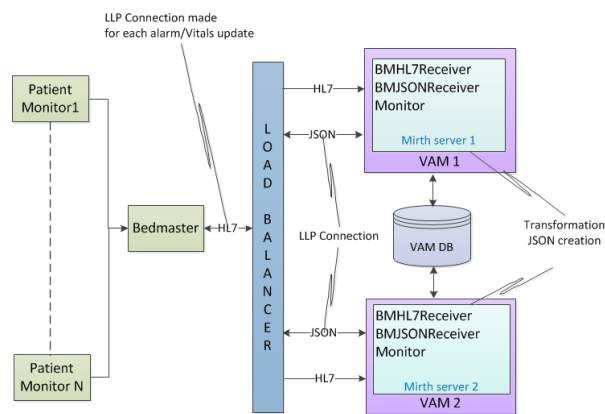 LLP Connection made
for each alarm/Vitals update
Patient
Monitor1
Bedmaster
HL7
Patient
Monitor N
LOAD BALANCER
HL7
JSON
LLP Connection
JSON
HL7
BMHL7Receiver
BMJSONReceiver
Monitor
Mirth server 1
VAM 1
VAM DB
Transformation
JSON creation
BMHL7Receiver
BMJSONReceiver
Monitor
Mirth server 2
VAM 2